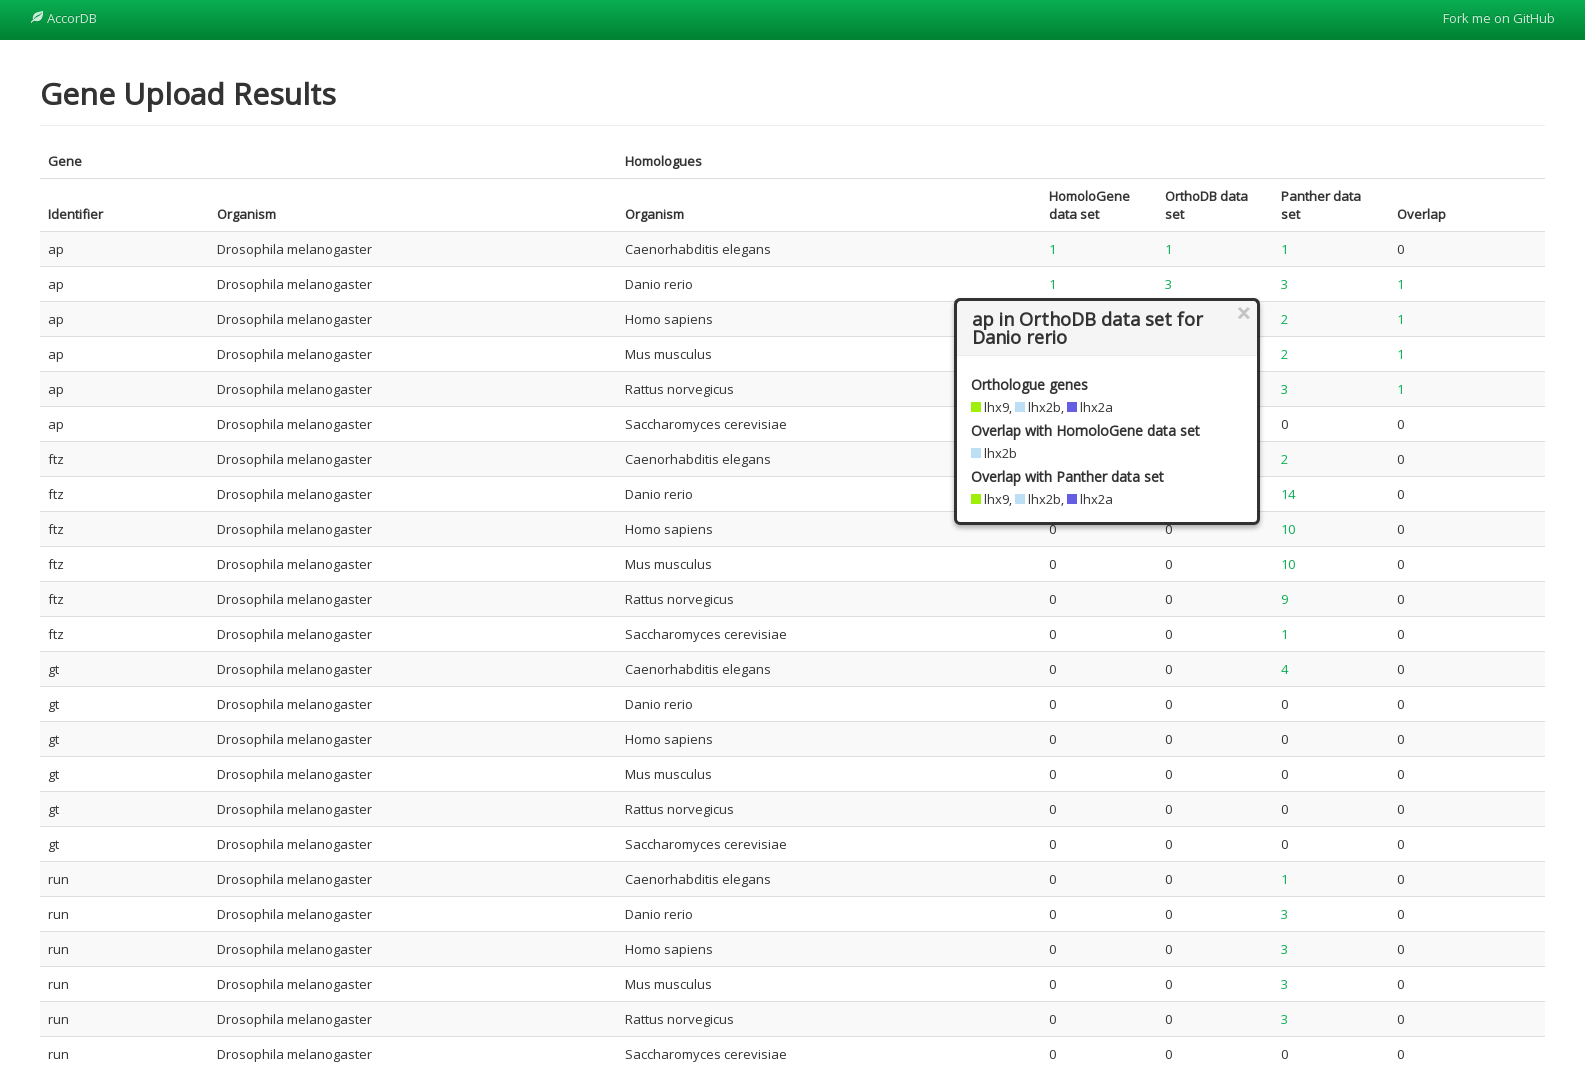 AccorDB Fork me on GitHub
Gene Upload Results
Gene Homologues
Identifier Organism Organism HomoloGene data set OrthoDB data set Panther data set Overlap
ap Drosophila melanogaster Caenorhabditis elegans 1 1 1 0
ap Drosophila melanogaster Danio rerio 1 3 3 1
ap Drosophila melanogaster Homo sapiens 2 1
ap Drosophila melanogaster Mus musculus 2 1
ap Drosophila melanogaster Rattus norvegicus 3 1
ap Drosophila melanogaster Saccharomyces cerevisiae 0 0
ftz Drosophila melanogaster Caenorhabditis elegans 2 0
ftz Drosophila melanogaster Danio rerio 14 0
ap in OrthoDB data set for
Danio rerio
×
Orthologue genes
lhx9, lhx2b, lhx2a
Overlap with HomoloGene data set
lhx2b
Overlap with Panther data set
lhx9, lhx2b, lhx2a
ftz Drosophila melanogaster Homo sapiens 0 0 10 0
ftz Drosophila melanogaster Mus musculus 0 0 10 0
ftz Drosophila melanogaster Rattus norvegicus 0 0 9 0
ftz Drosophila melanogaster Saccharomyces cerevisiae 0 0 1 0
gt Drosophila melanogaster Caenorhabditis elegans 0 0 4 0
gt Drosophila melanogaster Danio rerio 0 0 0 0
gt Drosophila melanogaster Homo sapiens 0 0 0 0
gt Drosophila melanogaster Mus musculus 0 0 0 0
gt Drosophila melanogaster Rattus norvegicus 0 0 0 0
gt Drosophila melanogaster Saccharomyces cerevisiae 0 0 0 0
run Drosophila melanogaster Caenorhabditis elegans 0 0 1 0
run Drosophila melanogaster Danio rerio 0 0 3 0
run Drosophila melanogaster Homo sapiens 0 0 3 0
run Drosophila melanogaster Mus musculus 0 0 3 0
run Drosophila melanogaster Rattus norvegicus 0 0 3 0
run Drosophila melanogaster Saccharomyces cerevisiae 0 0 0 0